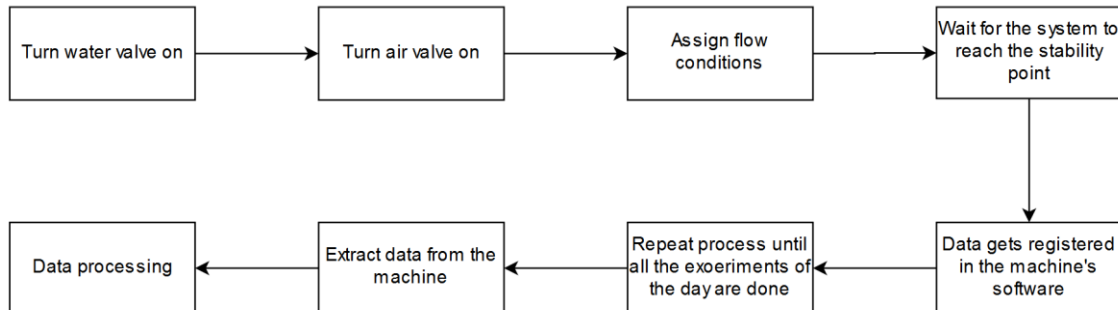 Turn water valve on
Turn air valve on
Assign flow
conditions
Wait for the system to
reach the stability
point
Data gets registered
in the machine's
software
Repeat process until
all the exoeriments of
the day are done
Extract data from the
machine
Data processing